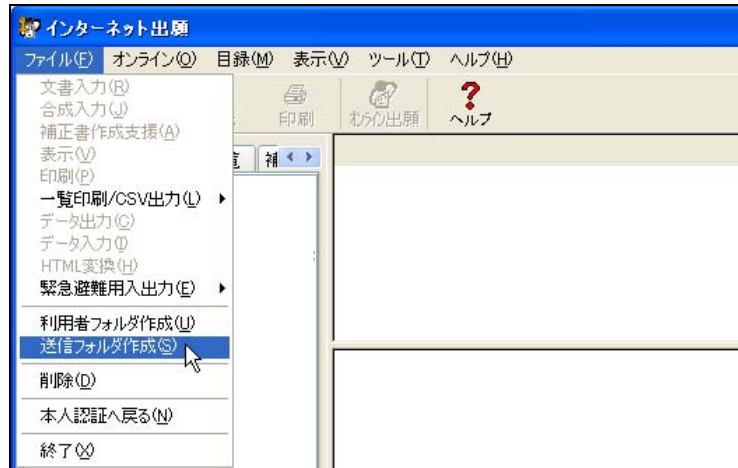 インターネット出願
ファイル(F) オンライン(O) 目録(M) 表示(V) ツール(T) ヘルプ(H)
文書入力(R)
合成入力(J)
補正書作成支援(A)
表示(V)
印刷(P)
一覧印刷/CSV出力(L)
データ出力(C)
データ入力(I)
HTML変換(H)
緊急避難用入出力(E)
利用者フォルダ作成(U)
送信フォルダ作成(S)
削除(D)
本人認証へ戻る(N)
終了(X)
印刷 オンライン出願 ヘルプ
補